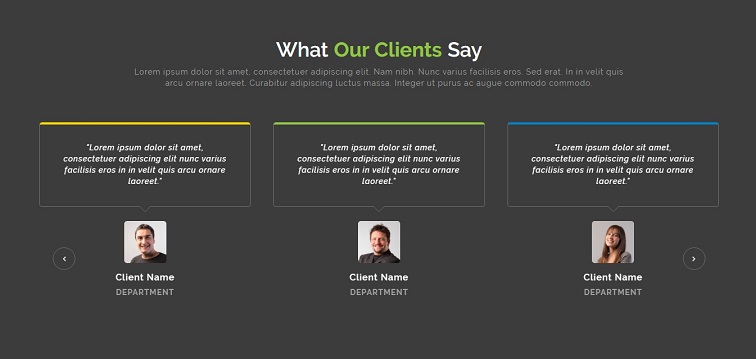 What Our Clients Say
Lorem ipsum dolor sit amet, consectetuer adipiscing elit. Nam nibh. Nunc varius facilisis eros. Sed erat. In in velit quis
arcu ornare laoreet. Curabitur adipiscing luctus massa. Integer ut purus ac augue commodo commodo.
"Lorem ipsum dolor sit amet,
consectetuer adipiscing elit nunc varius
facilisis eros in in velit quis arcu ornare
laoreet."
Client Name
DEPARTMENT
"Lorem ipsum dolor sit amet,
consectetuer adipiscing elit nunc varius
facilisis eros in in velit quis arcu ornare
laoreet."
Client Name
DEPARTMENT
"Lorem ipsum dolor sit amet,
consectetuer adipiscing elit nunc varius
facilisis eros in in velit quis arcu ornare
laoreet."
Client Name
DEPARTMENT